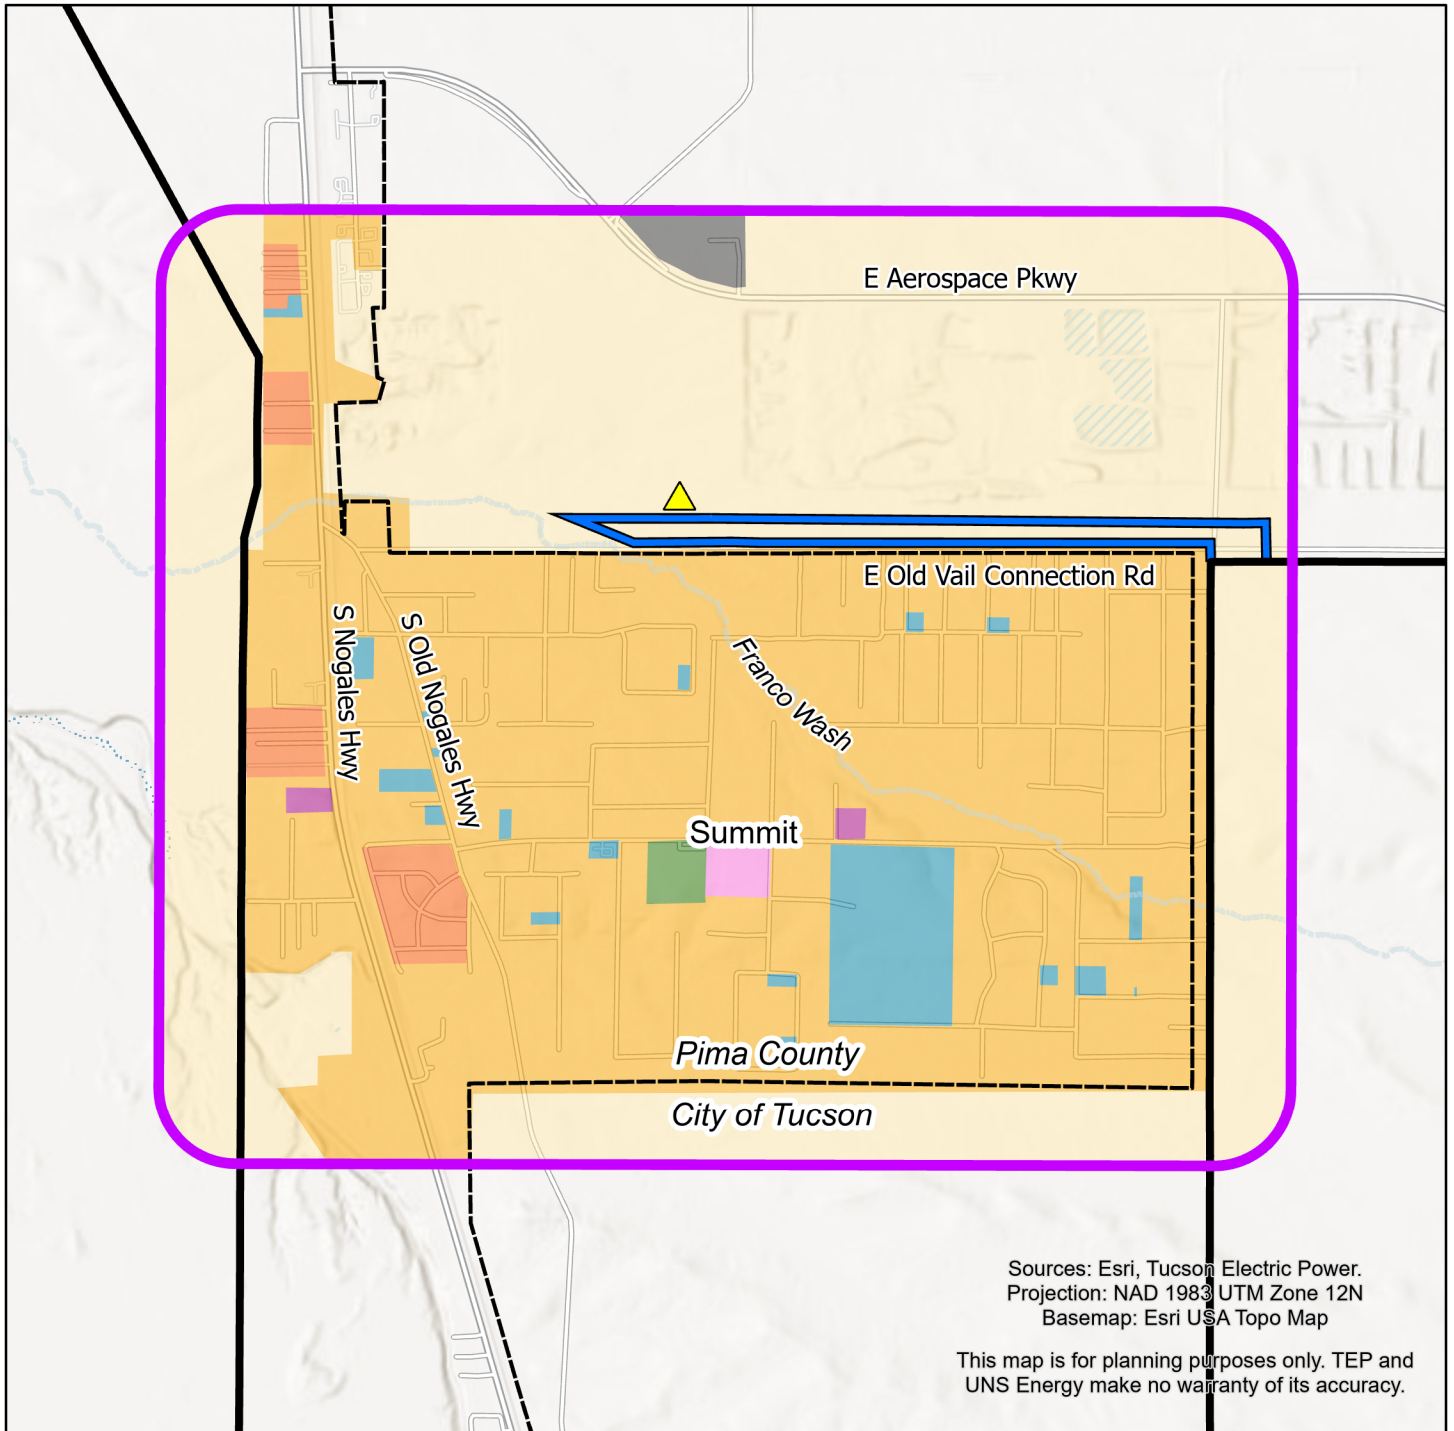 E Aerospace Pkwy
E Old Vail Connection Rd
S Nogales Hwy
S Old Nogales Hwy
Franco Wash
Summit
Pima County
City of Tucson
Sources: Esri, Tucson Electric Power.
Projection: NAD 1983 UTM Zone 12N
Basemap: Esri USA Topo Map
This map is for planning purposes only. TEP and
UNS Energy make no warranty of its accuracy.